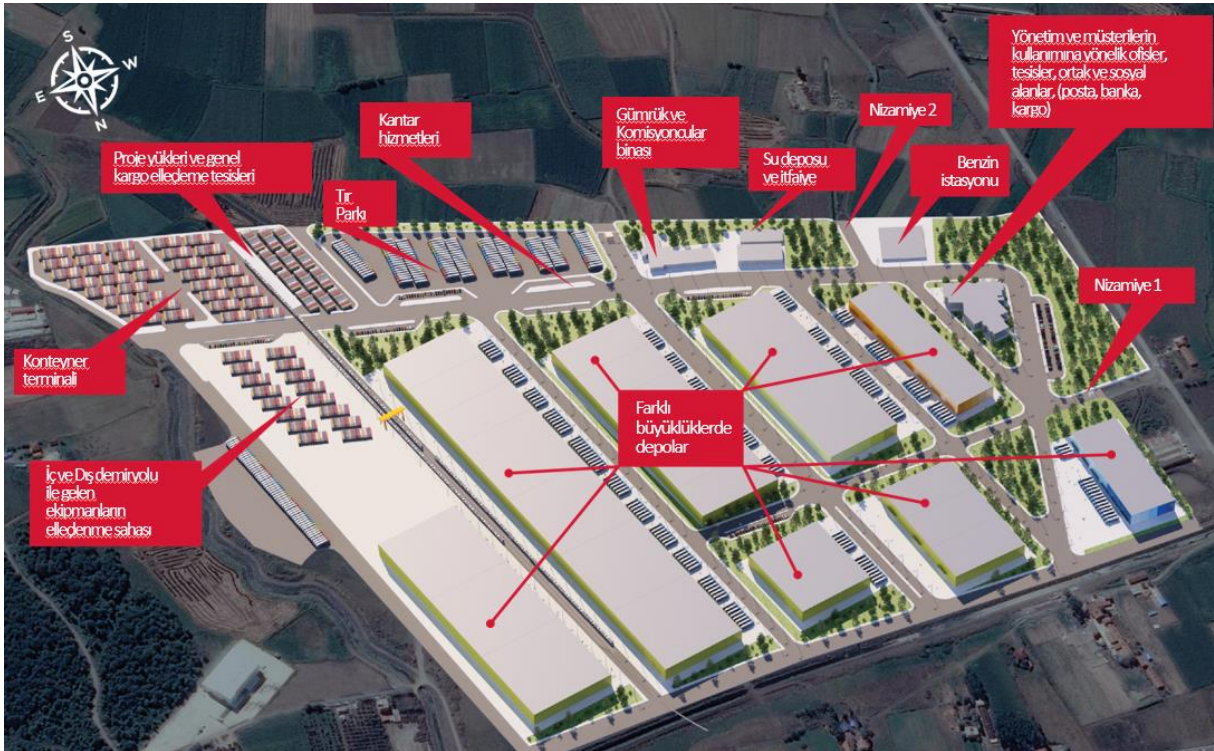 S
W
E
N
Yönetim ve müsterilerin
kullanımına yönelik ofisler,
tesisler, ortak ve sosyal
alanlar, (posta, banka,
kargo)
Kantar
hizmetleri
Gümrük ve
Komisyoncular
binası
Nizamiye 2
Su deposu
ve itfaiye
Benzin
istasyonu
Proje yükleri ve genel
kargo elleçleme tesisleri
Tır
Parkı
Nizamiye 1
Konteyner
terminali
Farklı
büyüklüklerde
depolar
İç ve Dış demiryolu
ile gelen
ekipmanların
elleçlenme sahası